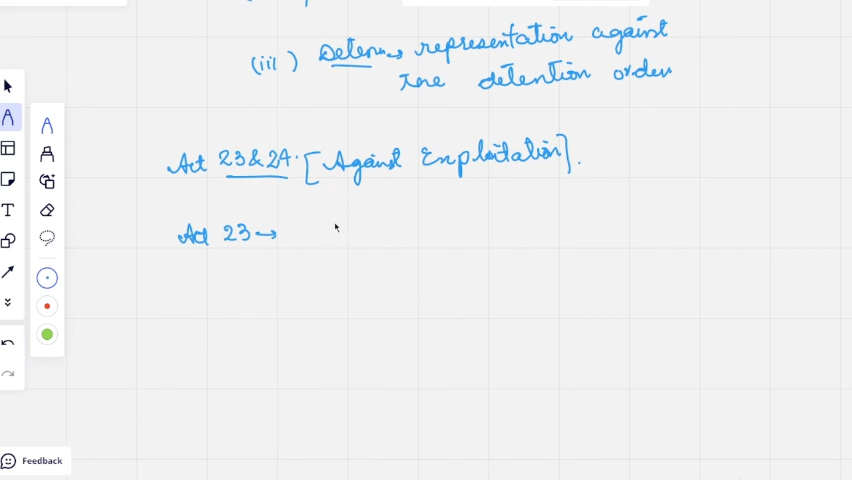 (iii) Detenu → representation against
the detention order
Art 23 & 24. [Against Exploitation].
Art 23 →
T
Feedback